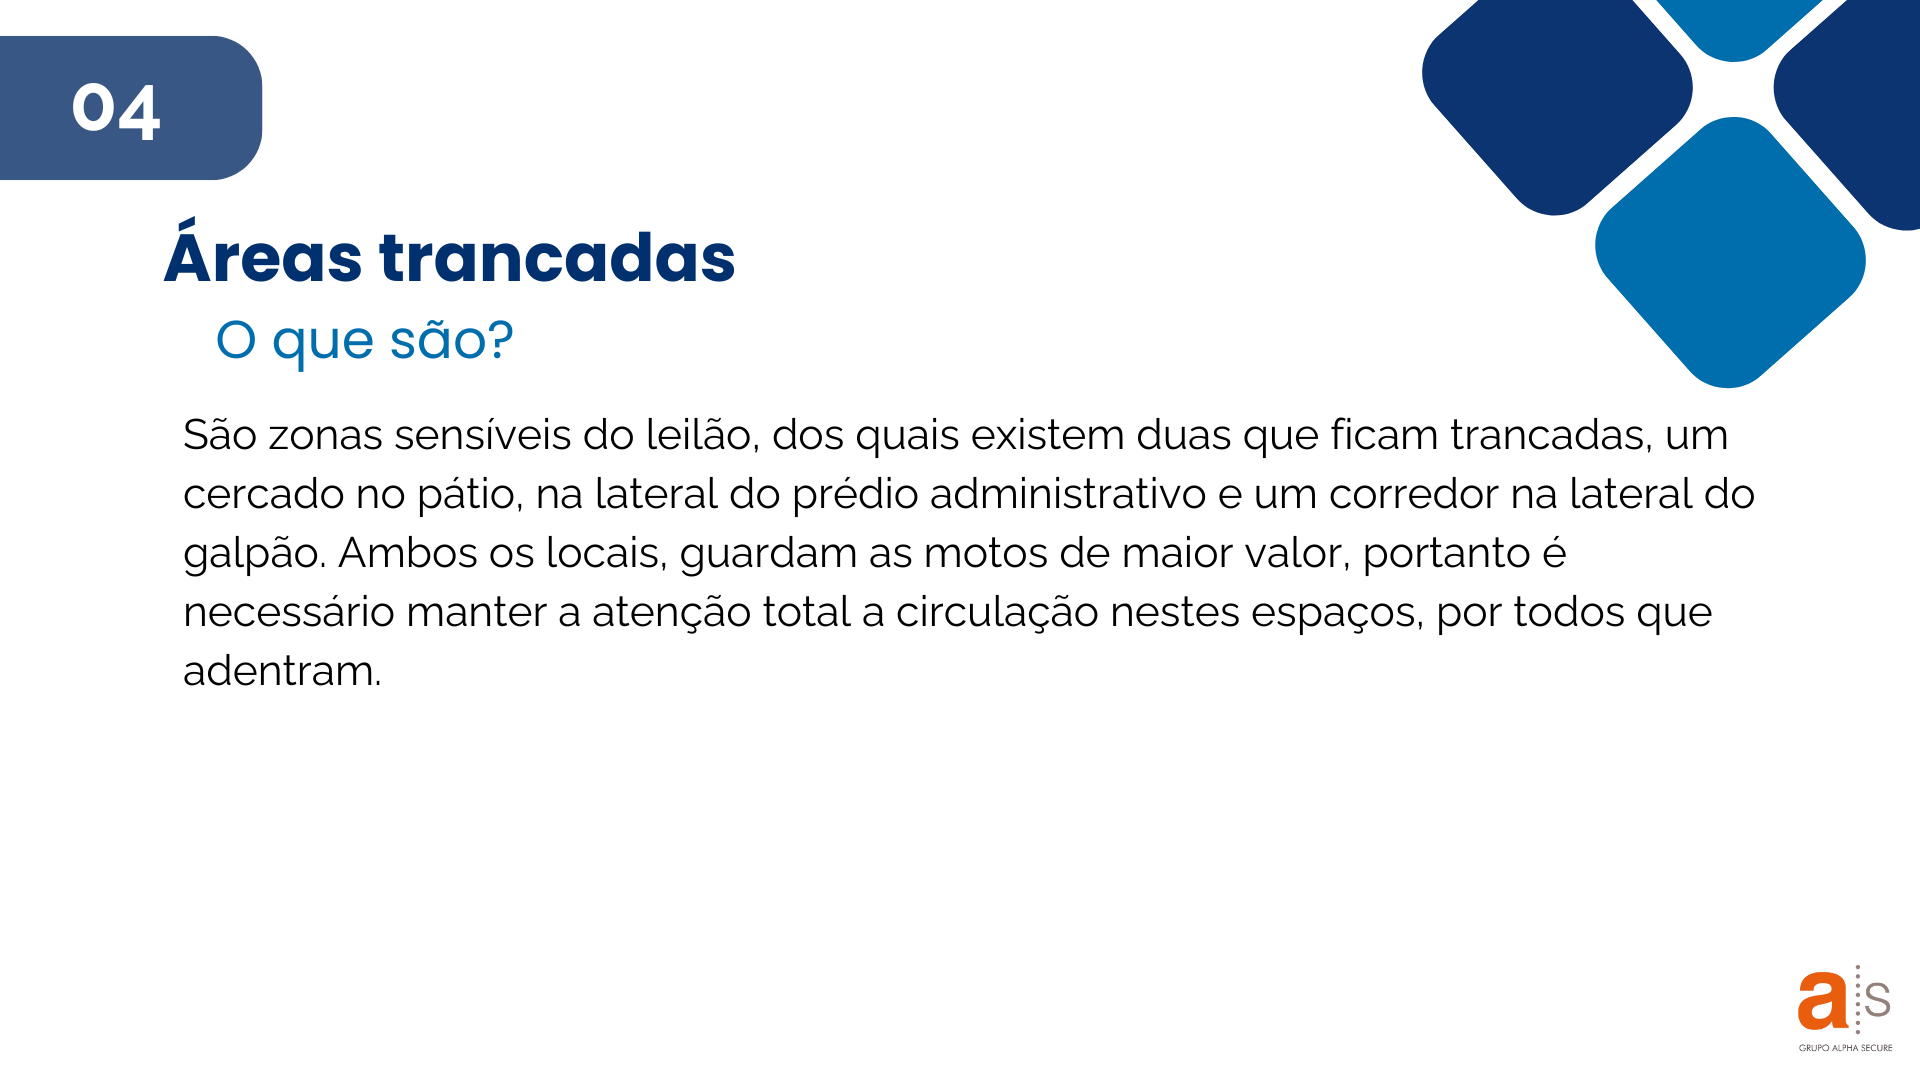 04
Áreas trancadas
O que são?
São zonas sensíveis do leilão, dos quais existem duas que ficam trancadas, um
cercado no pátio, na lateral do prédio administrativo e um corredor na lateral do
galpão. Ambos os locais, guardam as motos de maior valor, portanto é
necessário manter a atenção total a circulação nestes espaços, por todos que
adentram.
a s
GRUPO ALPHA SECURE